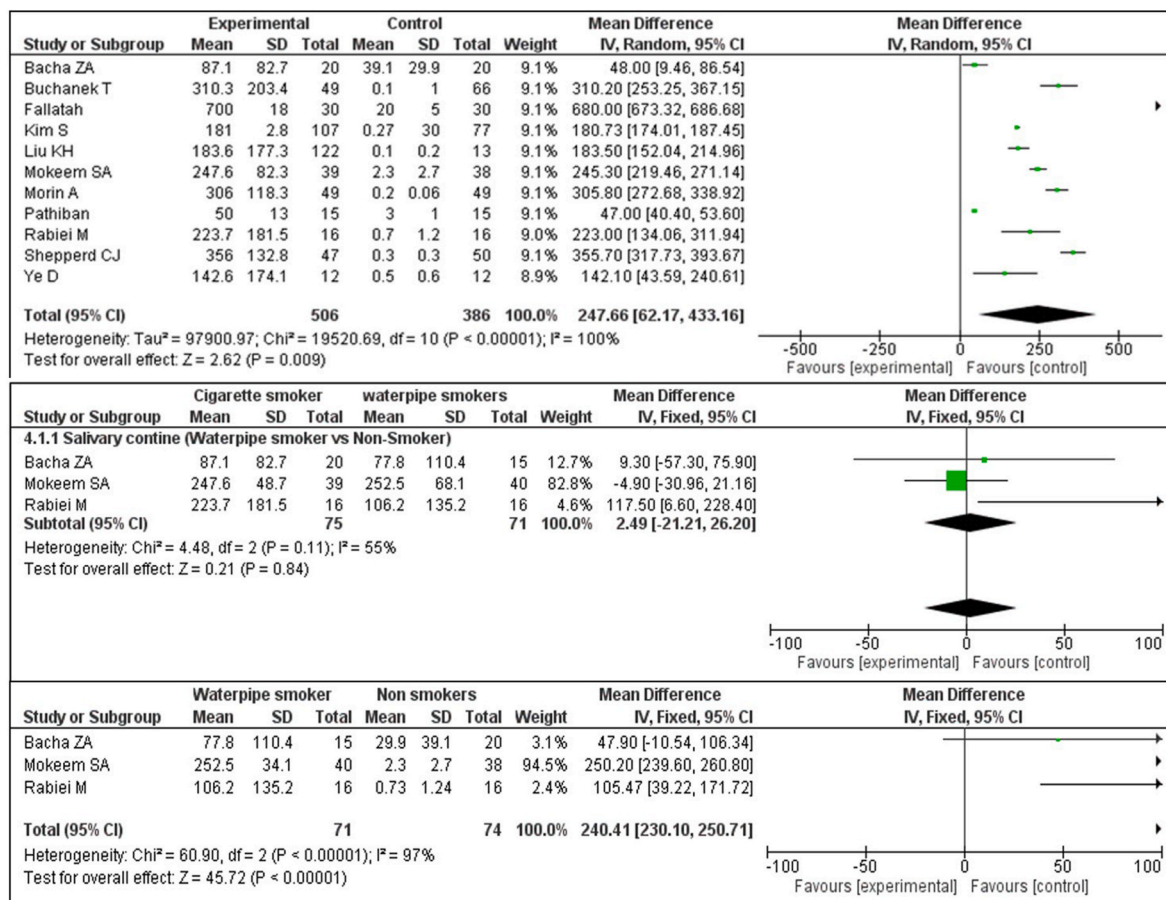 Experimental Control Mean Difference Mean Difference
Study or Subgroup Mean SD Total Mean SD Total Weight IV, Random, 95% CI IV, Random, 95% CI
Bacha ZA 87.1 82.7 20 39.1 29.9 20 9.1% 48.00 [9.46, 86.54]
Buchanek T 310.3 203.4 49 0.1 1 66 9.1% 310.20 [253.25, 367.15]
Fallatah 700 18 30 20 5 30 9.1% 680.00 [673.32, 686.68]
Kim S 181 2.8 107 0.27 30 77 9.1% 180.73 [174.01, 187.45]
Liu KH 183.6 177.3 122 0.1 0.2 13 9.1% 183.50 [152.04, 214.96]
Mokeem SA 247.6 82.3 39 2.3 2.7 38 9.1% 245.30 [219.46, 271.14]
Morin A 306 118.3 49 0.2 0.06 49 9.1% 305.80 [272.68, 338.92]
Pathiban 50 13 15 3 1 15 9.1% 47.00 [40.40, 53.60]
Rabiei M 223.7 181.5 16 0.7 1.2 16 9.0% 223.00 [134.06, 311.94]
Shepperd CJ 356 132.8 47 0.3 0.3 50 9.1% 355.70 [317.73, 393.67]
Ye D 142.6 174.1 12 0.5 0.6 12 8.9% 142.10 [43.59, 240.61]
Total (95% CI) 506 386 100.0% 247.66 [62.17, 433.16]
Heterogeneity: Tau² = 97900.97; Chi² = 19520.69, df = 10 (P < 0.00001); I² = 100%
Test for overall effect: Z = 2.62 (P = 0.009)
-500 -250 0 250 500
Favours [experimental] Favours [control]
Cigarette smoker waterpipe smokers Mean Difference Mean Difference
Study or Subgroup Mean SD Total Mean SD Total Weight IV, Fixed, 95% CI IV, Fixed, 95% CI
4.1.1 Salivary contine (Waterpipe smoker vs Non-Smoker)
Bacha ZA 87.1 82.7 20 77.8 110.4 15 12.7% 9.30 [-57.30, 75.90]
Mokeem SA 247.6 48.7 39 252.5 68.1 40 82.8% -4.90 [-30.96, 21.16]
Rabiei M 223.7 181.5 16 106.2 135.2 16 4.6% 117.50 [6.60, 228.40]
Subtotal (95% CI) 75 71 100.0% 2.49 [-21.21, 26.20]
Heterogeneity: Chi² = 4.48, df = 2 (P = 0.11); I² = 55%
Test for overall effect: Z = 0.21 (P = 0.84)
-100 -50 0 50 100
Favours [experimental] Favours [control]
Waterpipe smoker Non smokers Mean Difference Mean Difference
Study or Subgroup Mean SD Total Mean SD Total Weight IV, Fixed, 95% CI IV, Fixed, 95% CI
Bacha ZA 77.8 110.4 15 29.9 39.1 20 3.1% 47.90 [-10.54, 106.34]
Mokeem SA 252.5 34.1 40 2.3 2.7 38 94.5% 250.20 [239.60, 260.80]
Rabiei M 106.2 135.2 16 0.73 1.24 16 2.4% 105.47 [39.22, 171.72]
Total (95% CI) 71 74 100.0% 240.41 [230.10, 250.71]
Heterogeneity: Chi² = 60.90, df = 2 (P < 0.00001); I² = 97%
Test for overall effect: Z = 45.72 (P < 0.00001)
-100 -50 0 50 100
Favours [experimental] Favours [control]